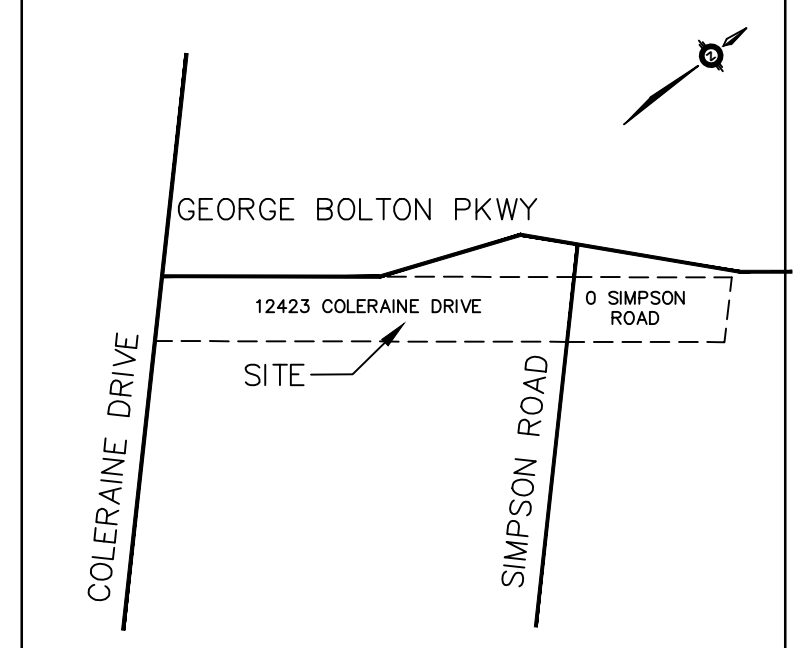 N
GEORGE BOLTON PKWY
12423 COLERAINE DRIVE
0 SIMPSON
ROAD
SITE
COLERAINE DRIVE
SIMPSON ROAD